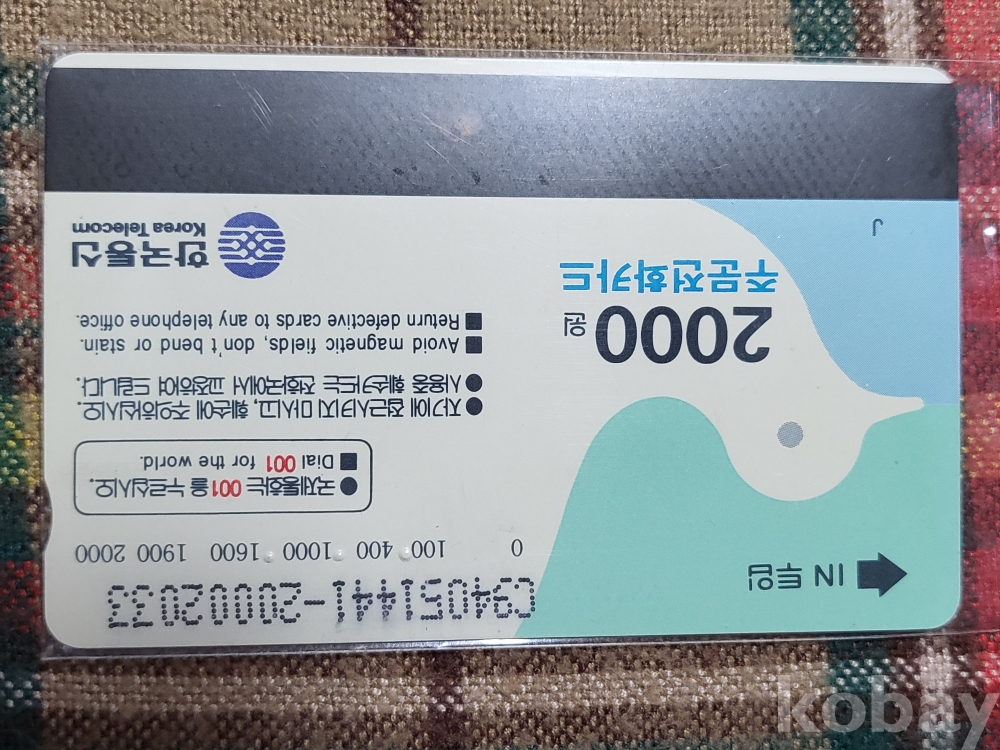 C94051441-20002033
0 100 400 1000 1600 1900 2000
IN 투입
● 국제통화는 001을 누르십시오.
■ Dial 001 for the world.
2000원
주문전화카드
● 자기에 접근시키지 마시고, 훼손에 주의하십시오.
● 사용중 훼손카드는 전화국에서 교정하여 드립니다.
■ Avoid magnetic fields, don't bend or stain.
■ Return defective cards to any telephone office.
한국통신
Korea Telecom
J
kobay